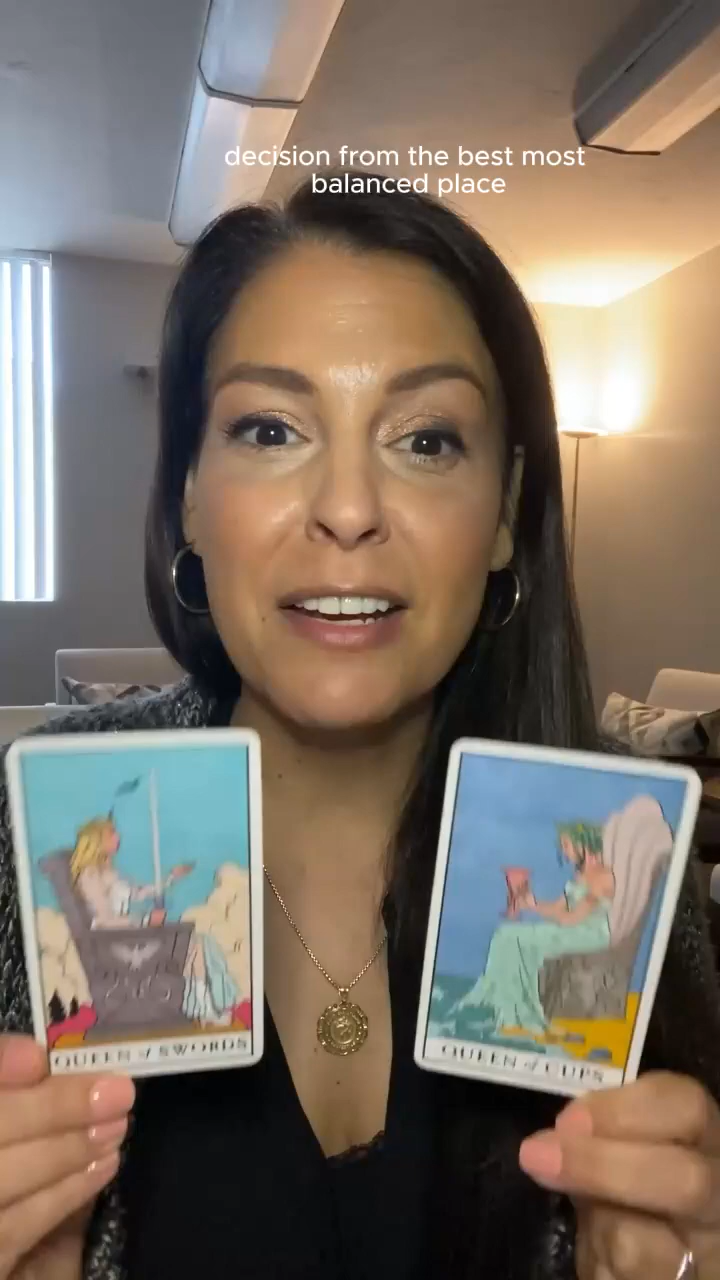 decision from the best most
balanced place
QUEEN of SWORDS
QUEEN of CUPS